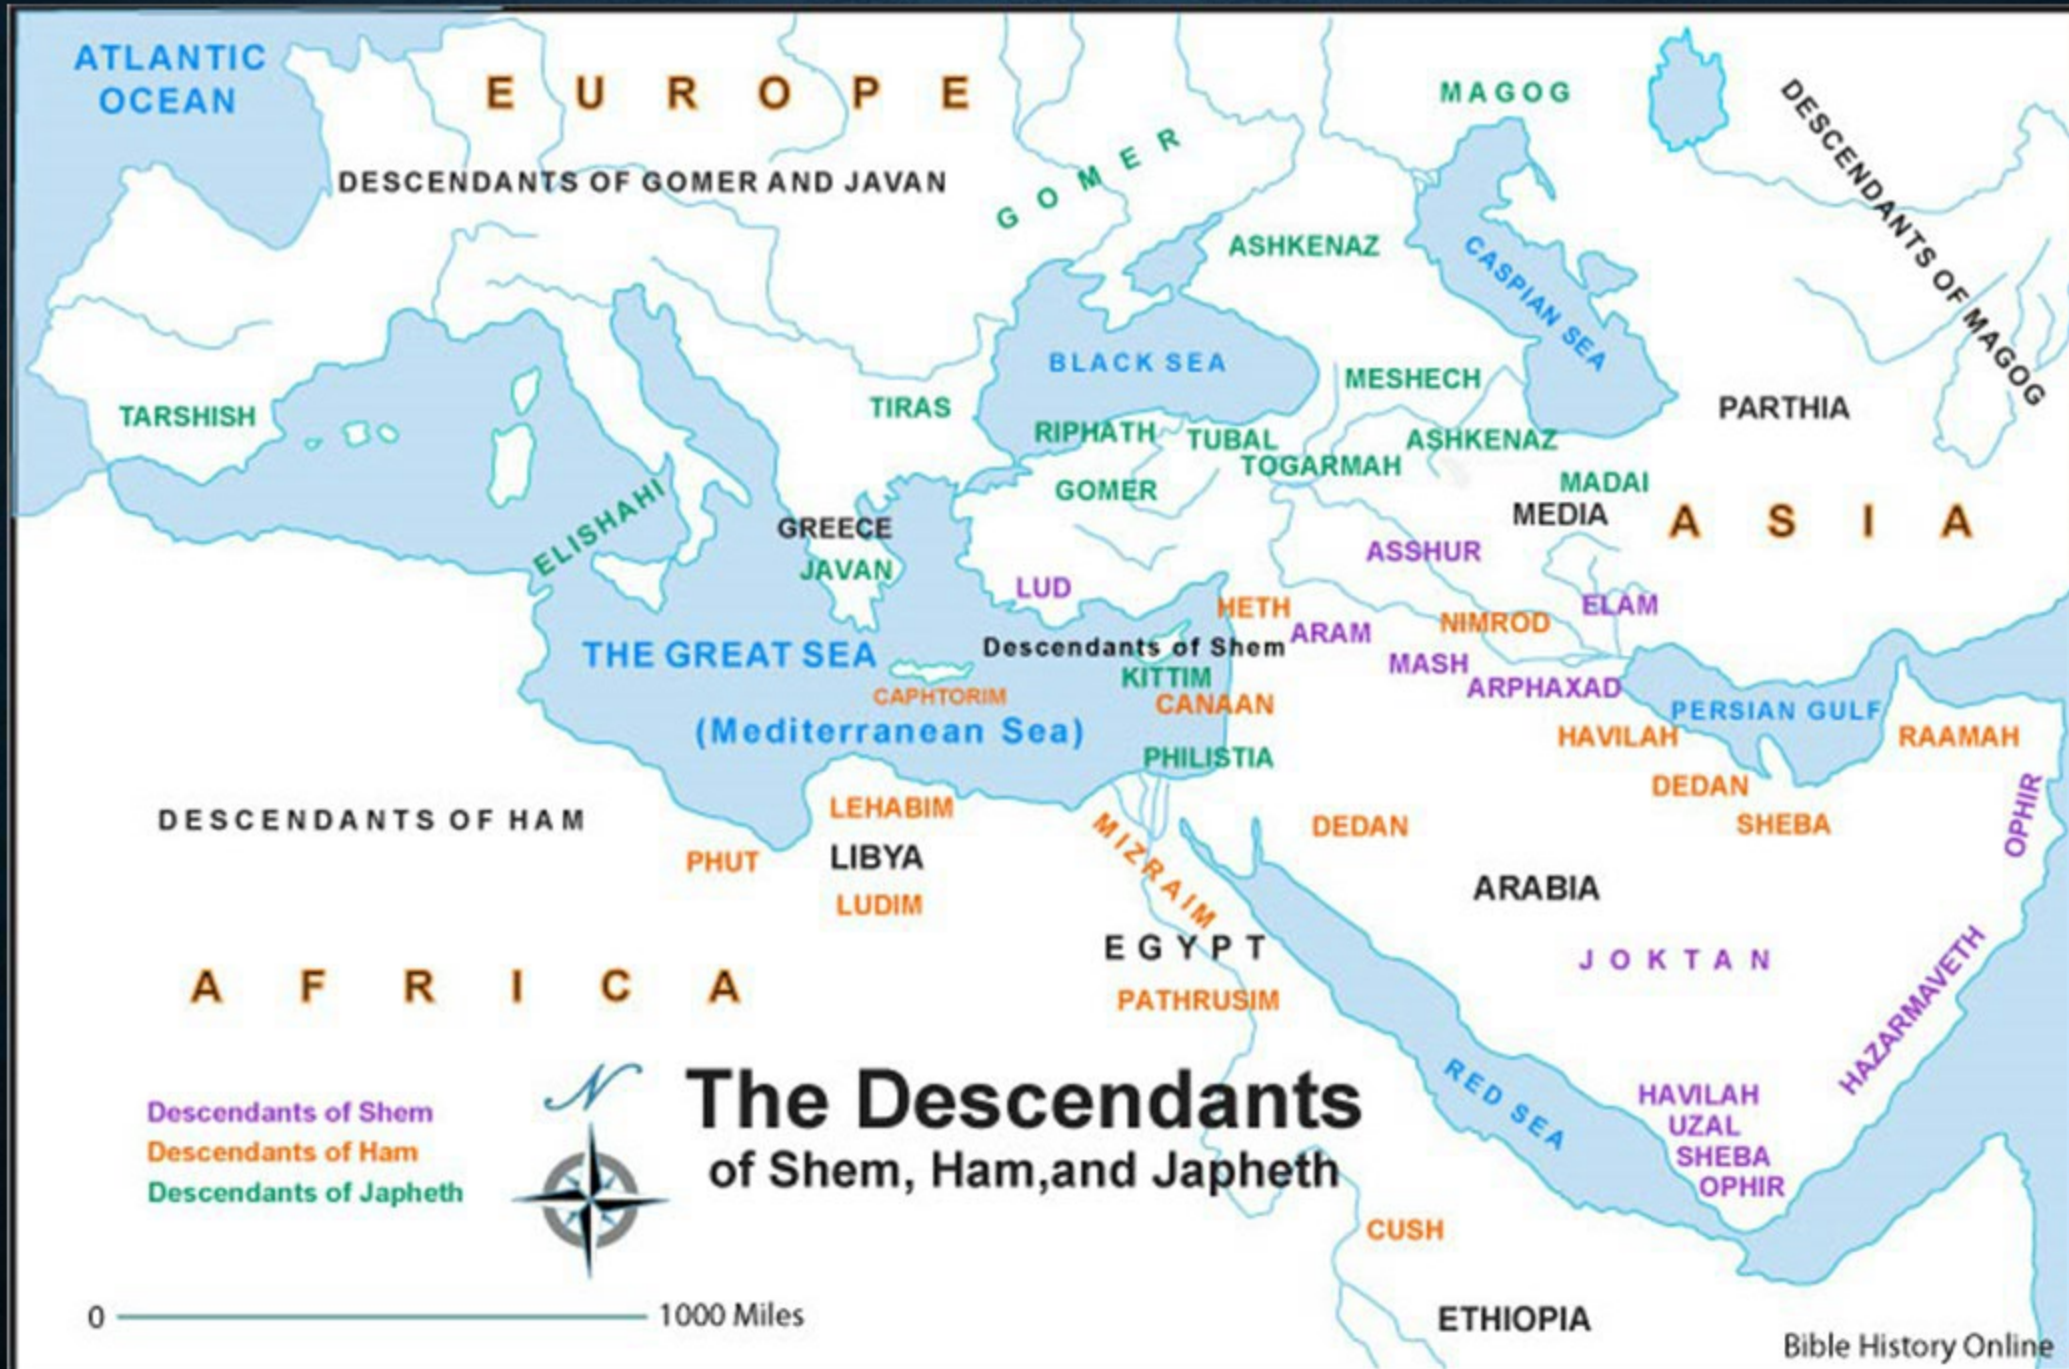 ATLANTIC
OCEAN
EUROPE
MAGOG
DESCENDANTS OF MAGOG
DESCENDANTS OF GOMER AND JAVAN
GOMER
ASHKENAZ
CASPIAN SEA
BLACK SEA
MESHECH
TARSHISH
TIRAS
PARTHIA
RIPHATH
TUBAL
ASHKENAZ
TOGARMAH
GOMER
MADAI
MEDIA
ASIA
ELISHAHI
GREECE
JAVAN
ASSHUR
LUD
HETH
NIMROD
ELAM
THE GREAT SEA
Descendants of Shem
ARAM
MASH
KITTIM
ARPHAXAD
CAPHTORIM
CANAAN
(Mediterranean Sea)
PERSIAN GULF
HAVILAH
RAAMAH
PHILISTIA
DEDAN
LEHABIM
DESCENDANTS OF HAM
MIZRAIM
DEDAN
SHEBA
OPHIR
PHUT
LIBYA
LUDIM
ARABIA
EGYPT
JOKTAN
AFRICA
PATHRUSIM
HAZARMAVETH
RED SEA
HAVILAH
UZAL
SHEBA
OPHIR
N
The Descendants
of Shem, Ham,and Japheth
Descendants of Shem
Descendants of Ham
Descendants of Japheth
CUSH
0
1000 Miles
ETHIOPIA
Bible History Online